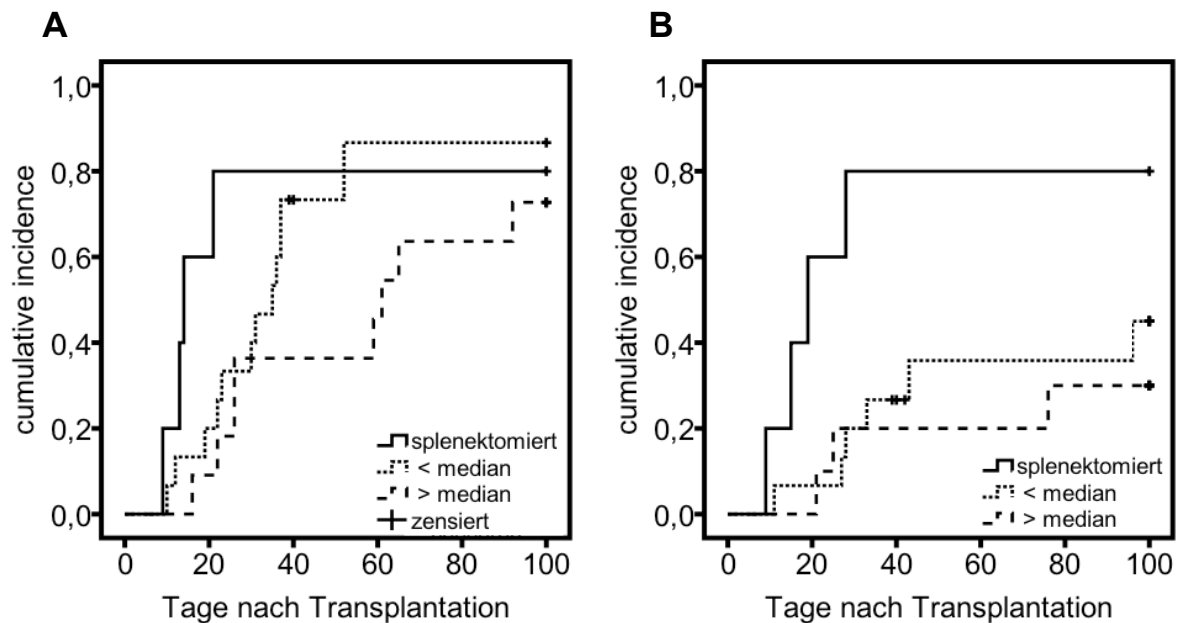 A
1,0
0,8
0,6
0,4
0,2
0,0
cumulative incidence
splenektomiert
< median
> median
zensiert
0 20 40 60 80 100
Tage nach Transplantation
B
1,0
0,8
0,6
0,4
0,2
0,0
cumulative incidence
splenektomiert
< median
> median
0 20 40 60 80 100
Tage nach Transplantation